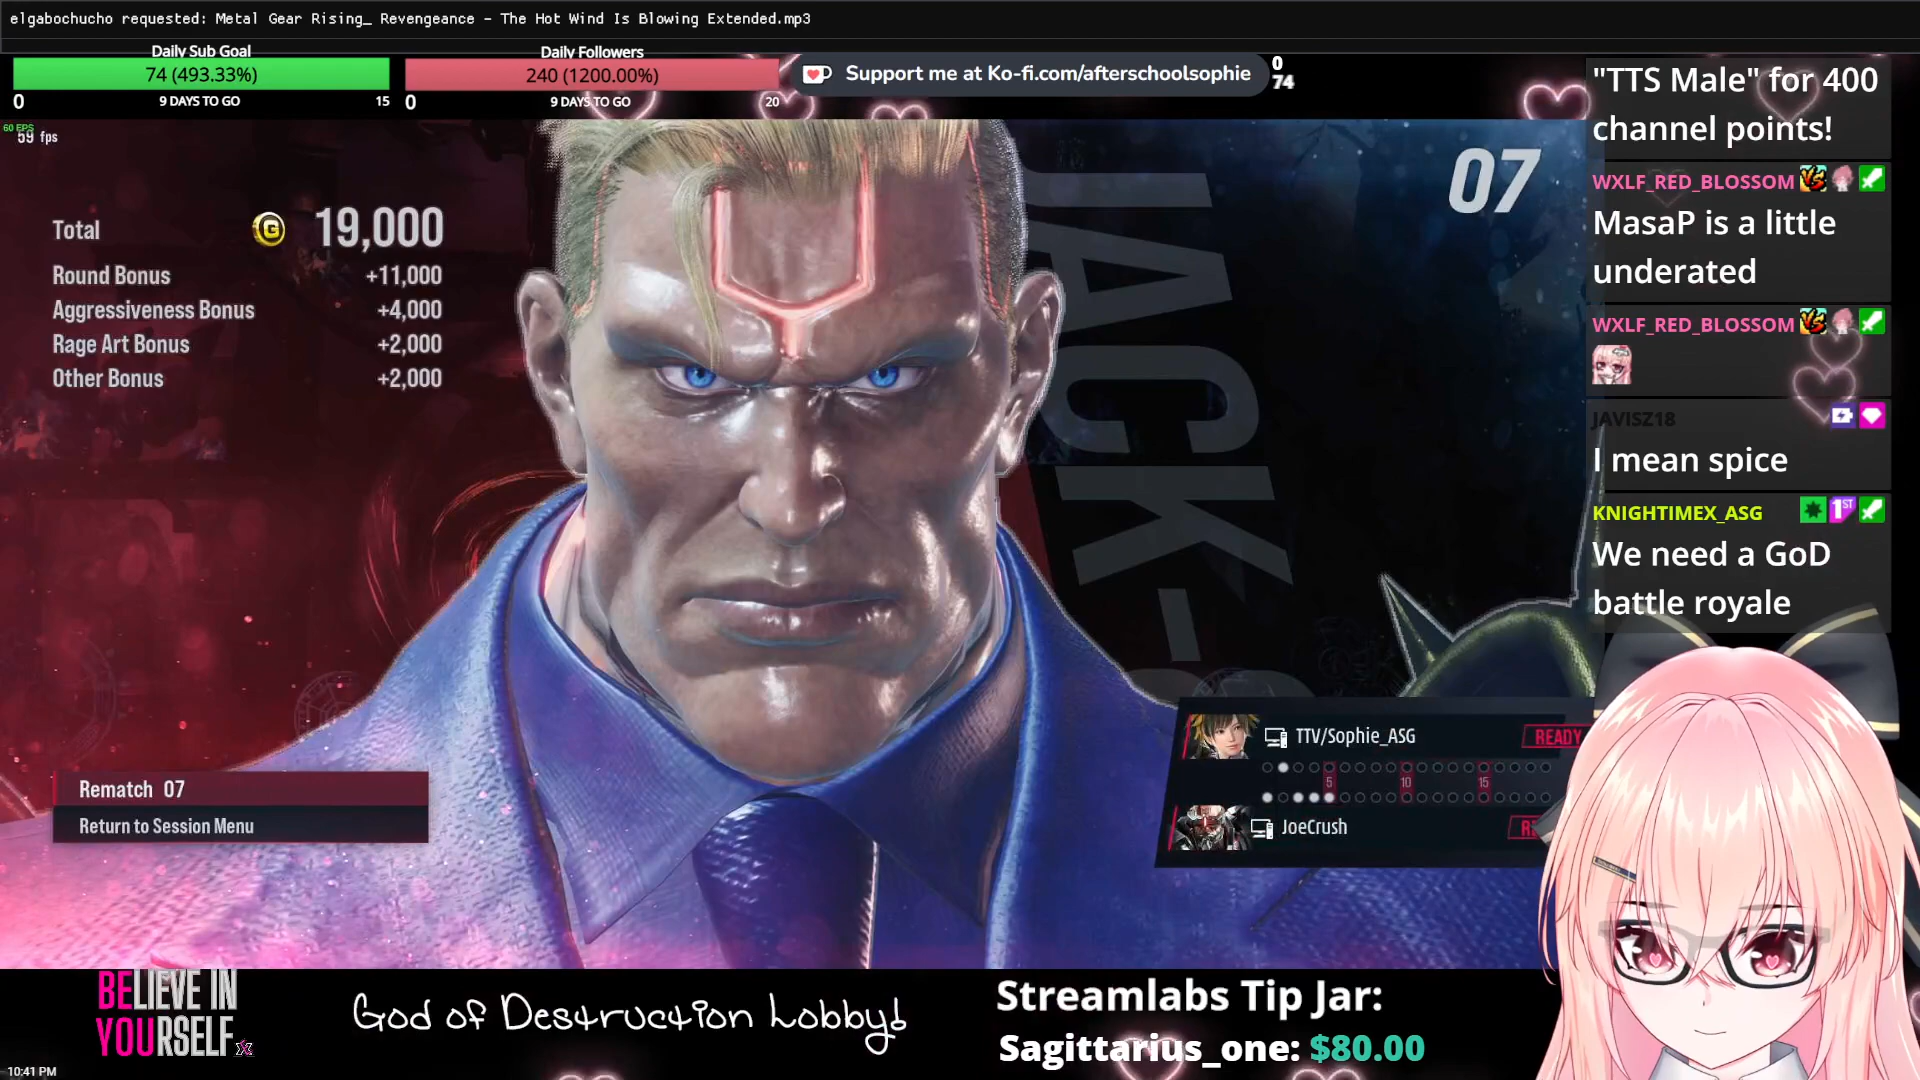 elgabochucho requested: Metal Gear Rising_ Revengeance - The Hot Wind Is Blowing Extended.mp3
Daily Sub Goal
74 (493.33%)
0 9 DAYS TO GO 15
Daily Followers
240 (1200.00%)
0 9 DAYS TO GO 20
Support me at Ko-fi.com/afterschoolsophie
0
74
60 FPS
59 fps
"TTS Male" for 400
channel points!
WXLF_RED_BLOSSOM
MasaP is a little
underated
WXLF_RED_BLOSSOM
JAVISZ18
I mean spice
KNIGHTIMEX_ASG
1ST
We need a GoD
battle royale
07
JACK-
Total G 19,000
Round Bonus +11,000
Aggressiveness Bonus +4,000
Rage Art Bonus +2,000
Other Bonus +2,000
Rematch 07
Return to Session Menu
TTV/Sophie_ASG READY
5 10 15
JoeCrush
BELIEVE IN
YOURSELF
God of Destruction Lobby!
Streamlabs Tip Jar:
Sagittarius_one: $80.00
10:41 PM